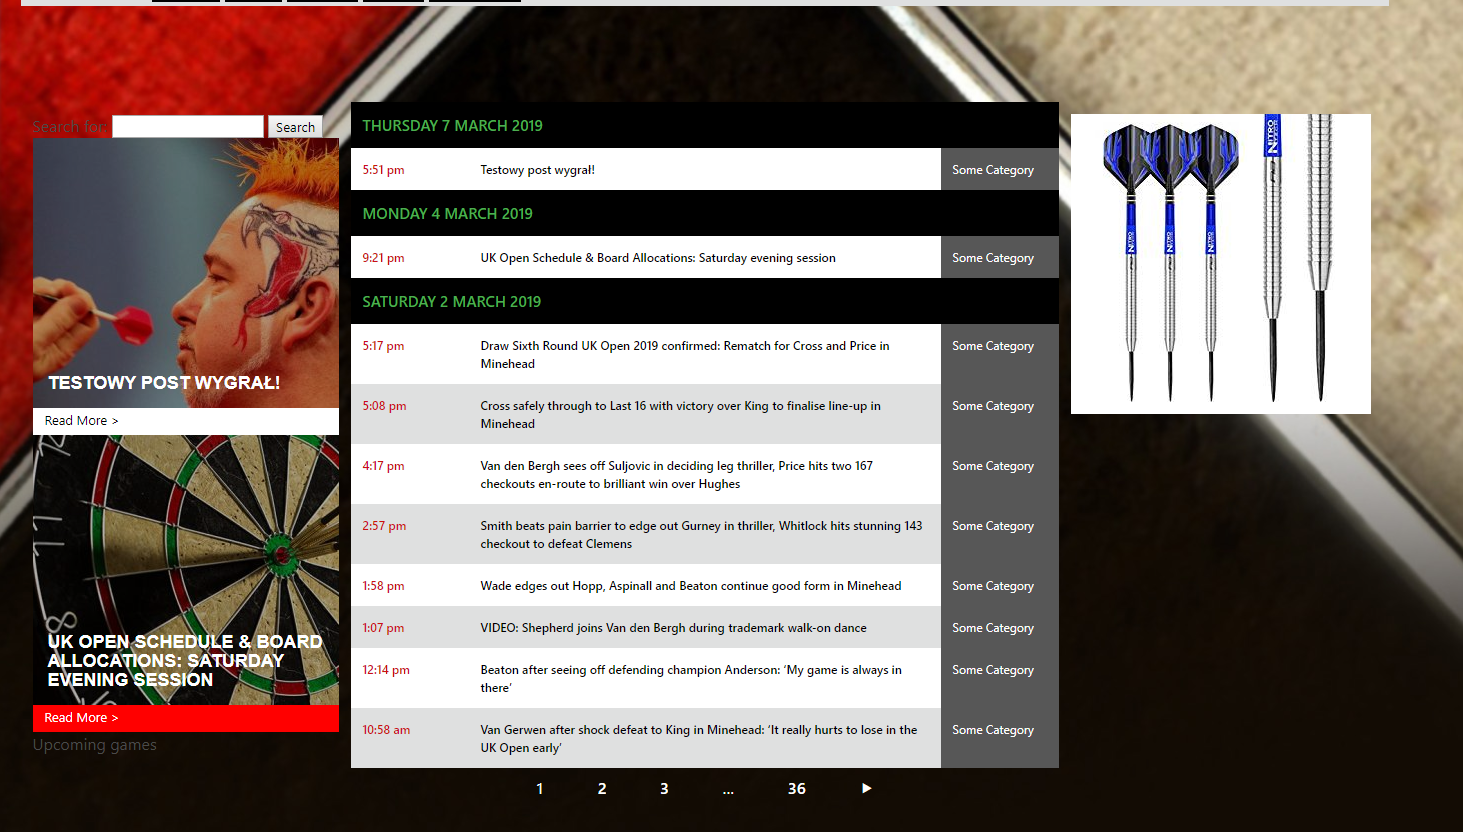 Search for:
Search
TESTOWY POST WYGRAŁ!
Read More >
UK OPEN SCHEDULE & BOARD
ALLOCATIONS: SATURDAY
EVENING SESSION
Read More >
Upcoming games
THURSDAY 7 MARCH 2019
5:51 pm Testowy post wygrał! Some Category
MONDAY 4 MARCH 2019
9:21 pm UK Open Schedule & Board Allocations: Saturday evening session Some Category
SATURDAY 2 MARCH 2019
5:17 pm Draw Sixth Round UK Open 2019 confirmed: Rematch for Cross and Price in Some Category
Minehead
5:08 pm Cross safely through to Last 16 with victory over King to finalise line-up in Some Category
Minehead
4:17 pm Van den Bergh sees off Suljovic in deciding leg thriller, Price hits two 167 Some Category
checkouts en-route to brilliant win over Hughes
2:57 pm Smith beats pain barrier to edge out Gurney in thriller, Whitlock hits stunning 143 Some Category
checkout to defeat Clemens
1:58 pm Wade edges out Hopp, Aspinall and Beaton continue good form in Minehead Some Category
1:07 pm VIDEO: Shepherd joins Van den Bergh during trademark walk-on dance Some Category
12:14 pm Beaton after seeing off defending champion Anderson: ‘My game is always in Some Category
there’
10:58 am Van Gerwen after shock defeat to King in Minehead: ‘It really hurts to lose in the Some Category
UK Open early’
1 2 3 ... 36 ►
NITRO
NITRO
NITRO
NITRO